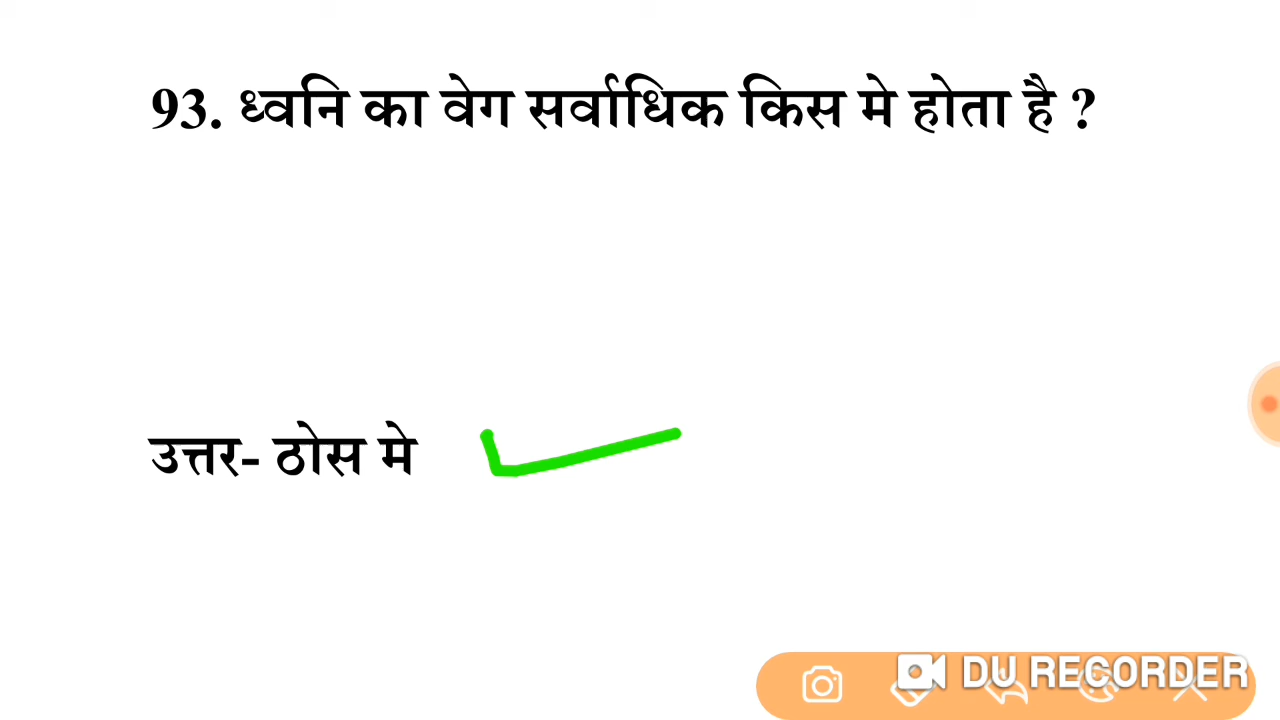 93. ध्वनि का वेग सर्वाधिक किस मे होता है ?
उत्तर- ठोस मे
DU RECORDER